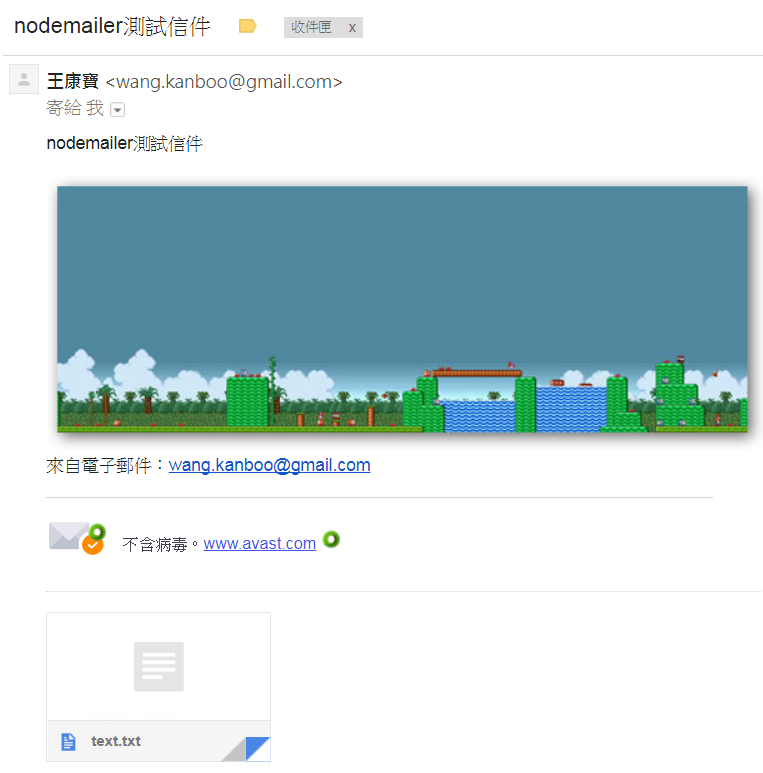 nodemailer測試信件 收件匣 x
王康寶 <wang.kanboo@gmail.com>
寄給 我
nodemailer測試信件
來自電子郵件：wang.kanboo@gmail.com
不含病毒。www.avast.com
text.txt